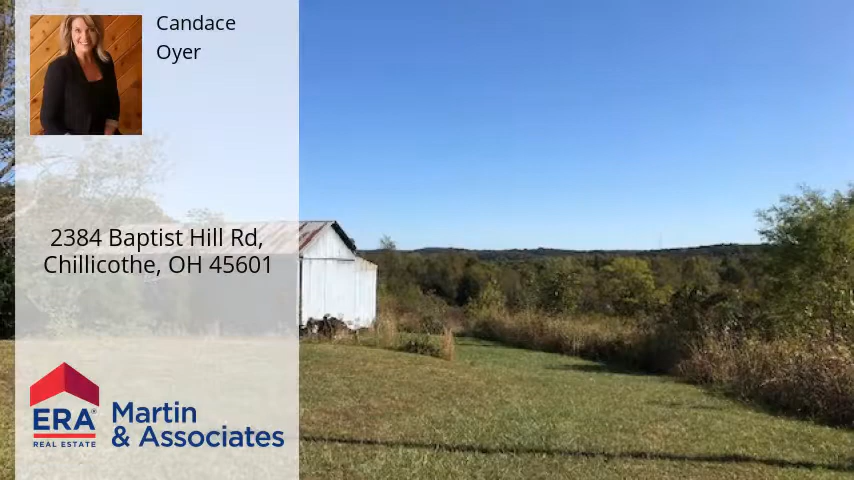 Candace
Oyer
2384 Baptist Hill Rd,
Chillicothe, OH 45601
ERA®
REAL ESTATE
Martin
& Associates